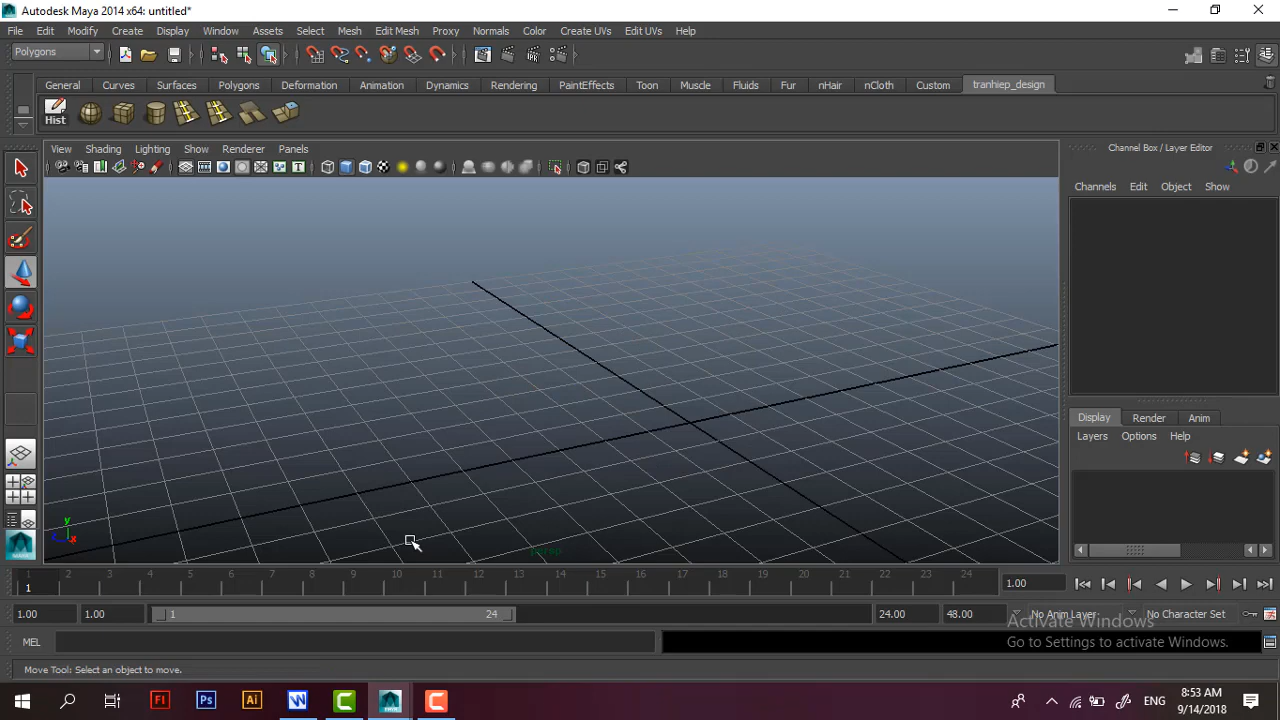 Autodesk Maya 2014 x64: untitled*
File Edit Modify Create Display Window Assets Select Mesh Edit Mesh Proxy Normals Color Create UVs Edit UVs Help
Polygons
General Curves Surfaces Polygons Deformation Animation Dynamics Rendering PaintEffects Toon Muscle Fluids Fur nHair nCloth Custom tranhiep_design
Hist
View Shading Lighting Show Renderer Panels
Channel Box / Layer Editor
Channels Edit Object Show
Display Render Anim
Layers Options Help
y
z x
persp
1 2 3 4 5 6 7 8 9 10 11 12 13 14 15 16 17 18 19 20 21 22 23 24
1
1.00
1.00 1.00 1 24 24.00 48.00 No Anim Layer No Character Set
Activate Windows
Go to Settings to activate Windows.
MEL
Move Tool: Select an object to move.
Fl Ps Ai W C C
ENG
8:53 AM
9/14/2018